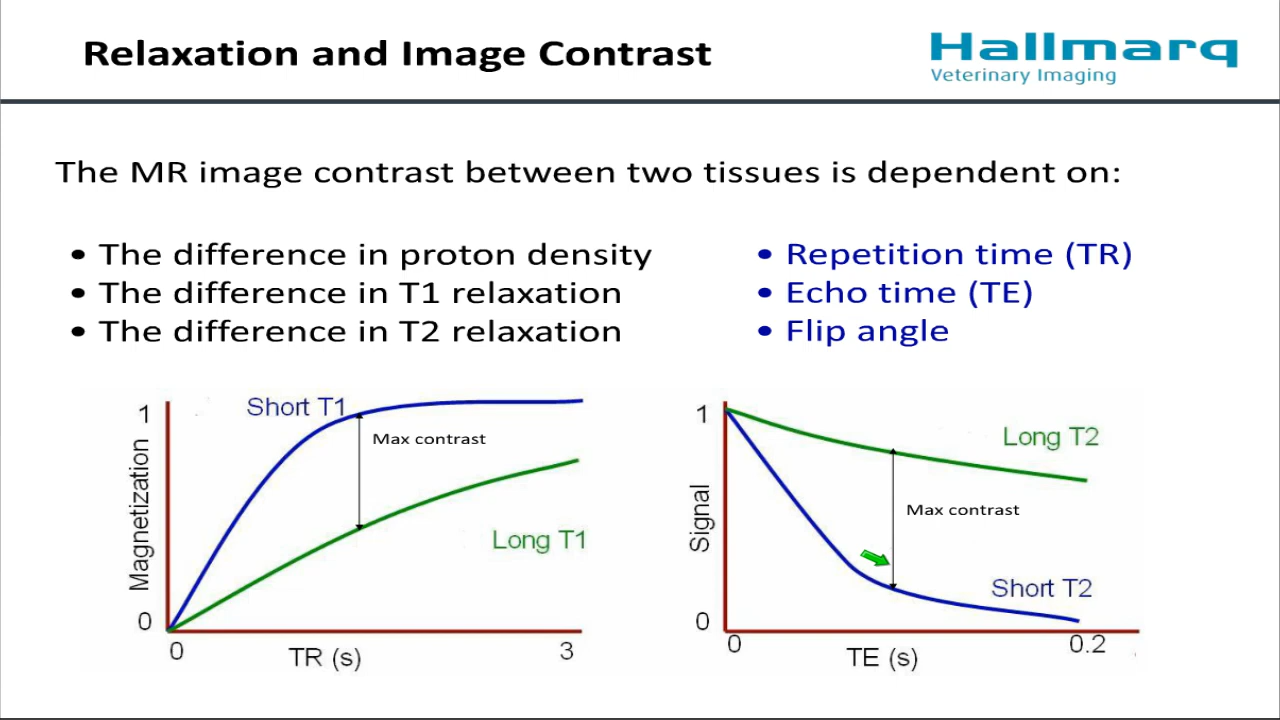 Relaxation and Image Contrast
Hallmarq
Veterinary Imaging
The MR image contrast between two tissues is dependent on:
• The difference in proton density
• The difference in T1 relaxation
• The difference in T2 relaxation
• Repetition time (TR)
• Echo time (TE)
• Flip angle
1
Short T1
Max contrast
Magnetization
Long T1
0
0
TR (s)
3
1
Long T2
Signal
Max contrast
Short T2
0
0
TE (s)
0.2